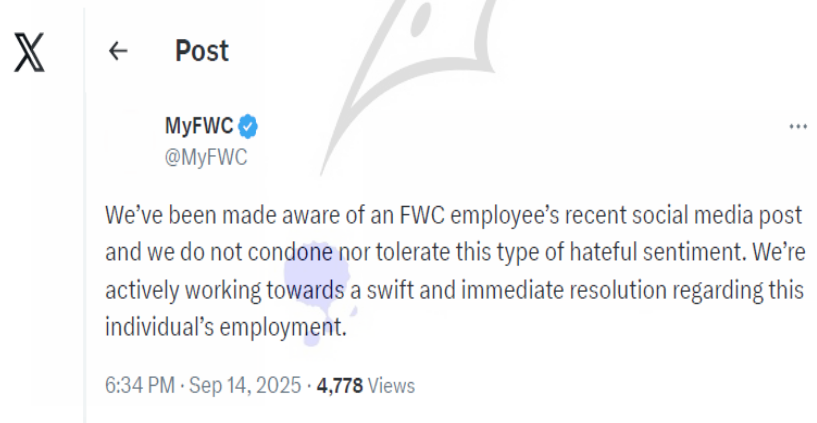 Post
MyFWC
@MyFWC
We’ve been made aware of an FWC employee’s recent social media post
and we do not condone nor tolerate this type of hateful sentiment. We’re
actively working towards a swift and immediate resolution regarding this
individual’s employment.
6:34 PM · Sep 14, 2025 · 4,778 Views